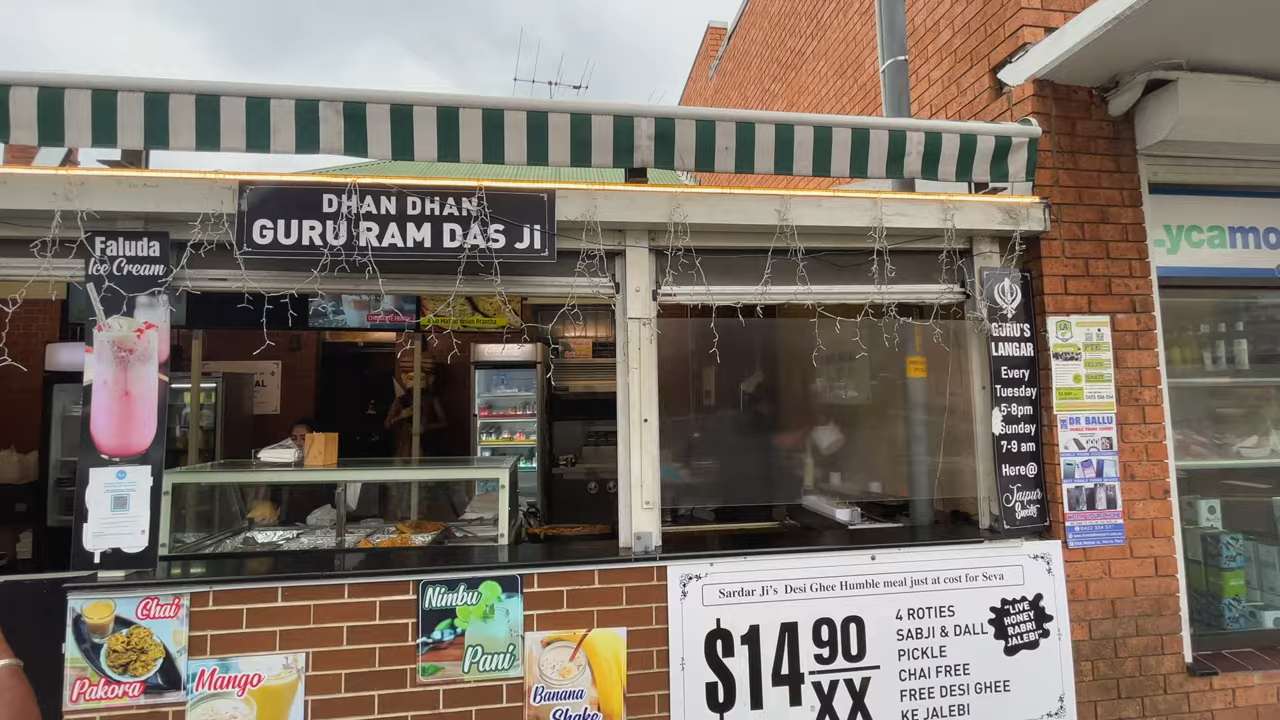 DHAN DHAN
GURU RAM DAS Ji
Faluda
Ice Cream
GURU'S
LANGAR
Every
Tuesday
5-8pm
Sunday
7-9 am
Here@
Jaipur
Sweets
ycamo
PTE
DR BALLU
Sardar Ji's Desi Ghee Humble meal just at cost for Seva
$14 90
XX
4 ROTIES
SABJI & DALL
PICKLE
CHAI FREE
FREE DESI GHEE
KE JALEBI
"LIVE
HONEY
RABRI
JALEBI"
Chai
Pakora
Mango
Nimbu
Pani
Banana
Shake